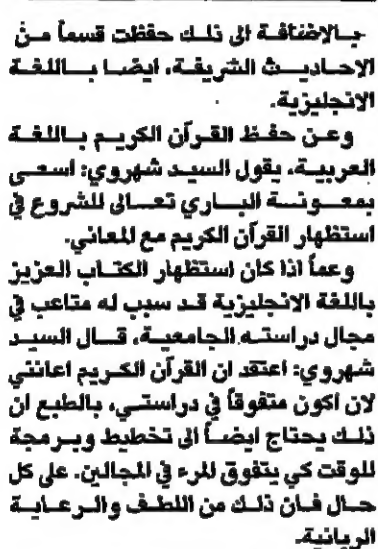 بالاضافة الى ذلك حفظت قسماً من
الاحاديث الشريفة، ايضا باللغة
الانجليزية.
وعن حفظ القرآن الكريم باللغة
العربية، يقول السيد شهروي: اسعى
بمعونة الباري تعالى للشروع في
استظهار القرآن الكريم مع المعاني.
وعماً اذا كان استظهار الكتاب العزيز
باللغة الانجليزية قد سبب له متاعب في
مجال دراسته الجامعية، قال السيد
شهروي: اعتقد ان القرآن الكريم اعانني
لان اكون متفوقاً في دراستي، بالطبع ان
ذلك يحتاج ايضاً الى تخطيط وبرمجة
للوقت كي يتفوق المرء في المجالين. على كل
حال فان ذلك من اللطف والرعاية
الربانية.